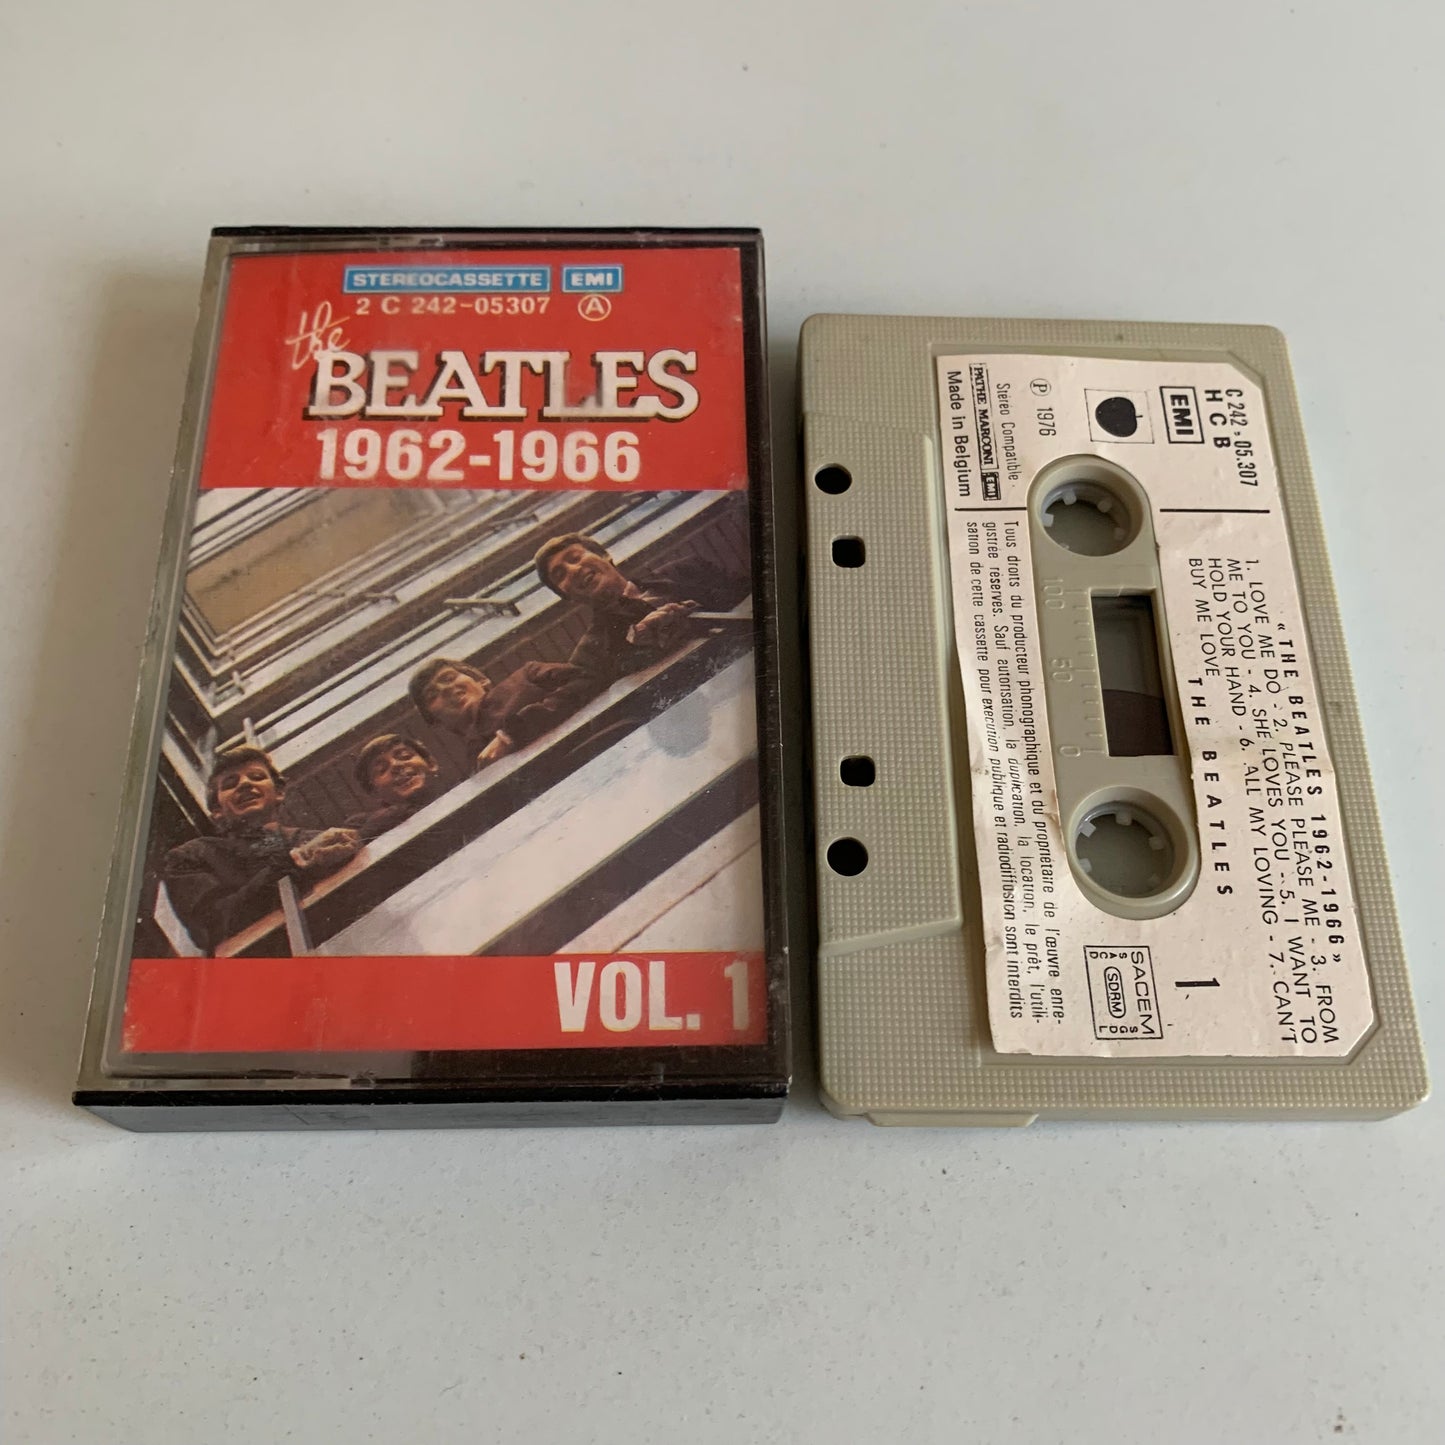 STEREOCASSETTE EMI
2 C 242-05307 A
the
BEATLES
1962-1966
VOL. 1
C 242 . 05.307
H C B
EMI
℗ 1976
Stéréo Compatible .
PATHE MARCONI EMI
Made in Belgium
« THE BEATLES 1962-1966 »
1. LOVE ME DO - 2. PLEASE PLEASE ME - 3. FROM
ME TO YOU - 4. SHE LOVES YOU - 5. I WANT TO
HOLD YOUR HAND - 6. ALL MY LOVING - 7. CAN'T
BUY ME LOVE
THE BEATLES
1
100 50 0
Tous droits du producteur phonographique et du propriétaire de l'œuvre enre-
gistrée réservés. Sauf autorisation, la duplication, la location, le prêt, l'utili-
sation de cette cassette pour exécution publique et radiodiffusion sont interdits
SACEM
SDRM